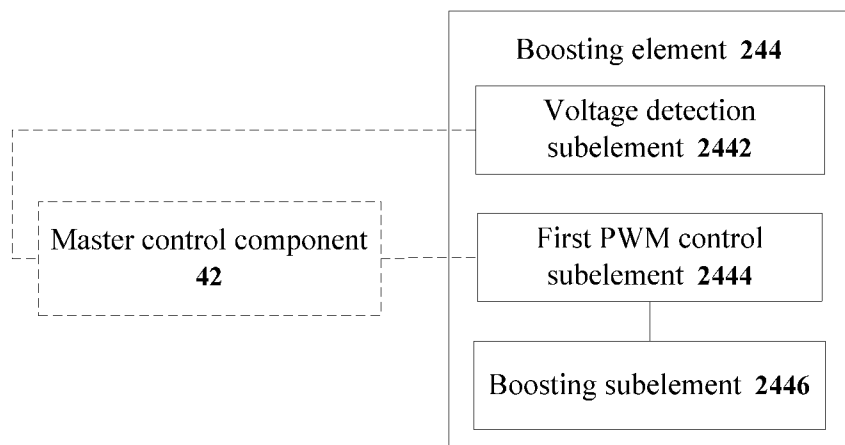 Boosting element 244
Voltage detection
subelement 2442
Master control component
42
First PWM control
subelement 2444
Boosting subelement 2446